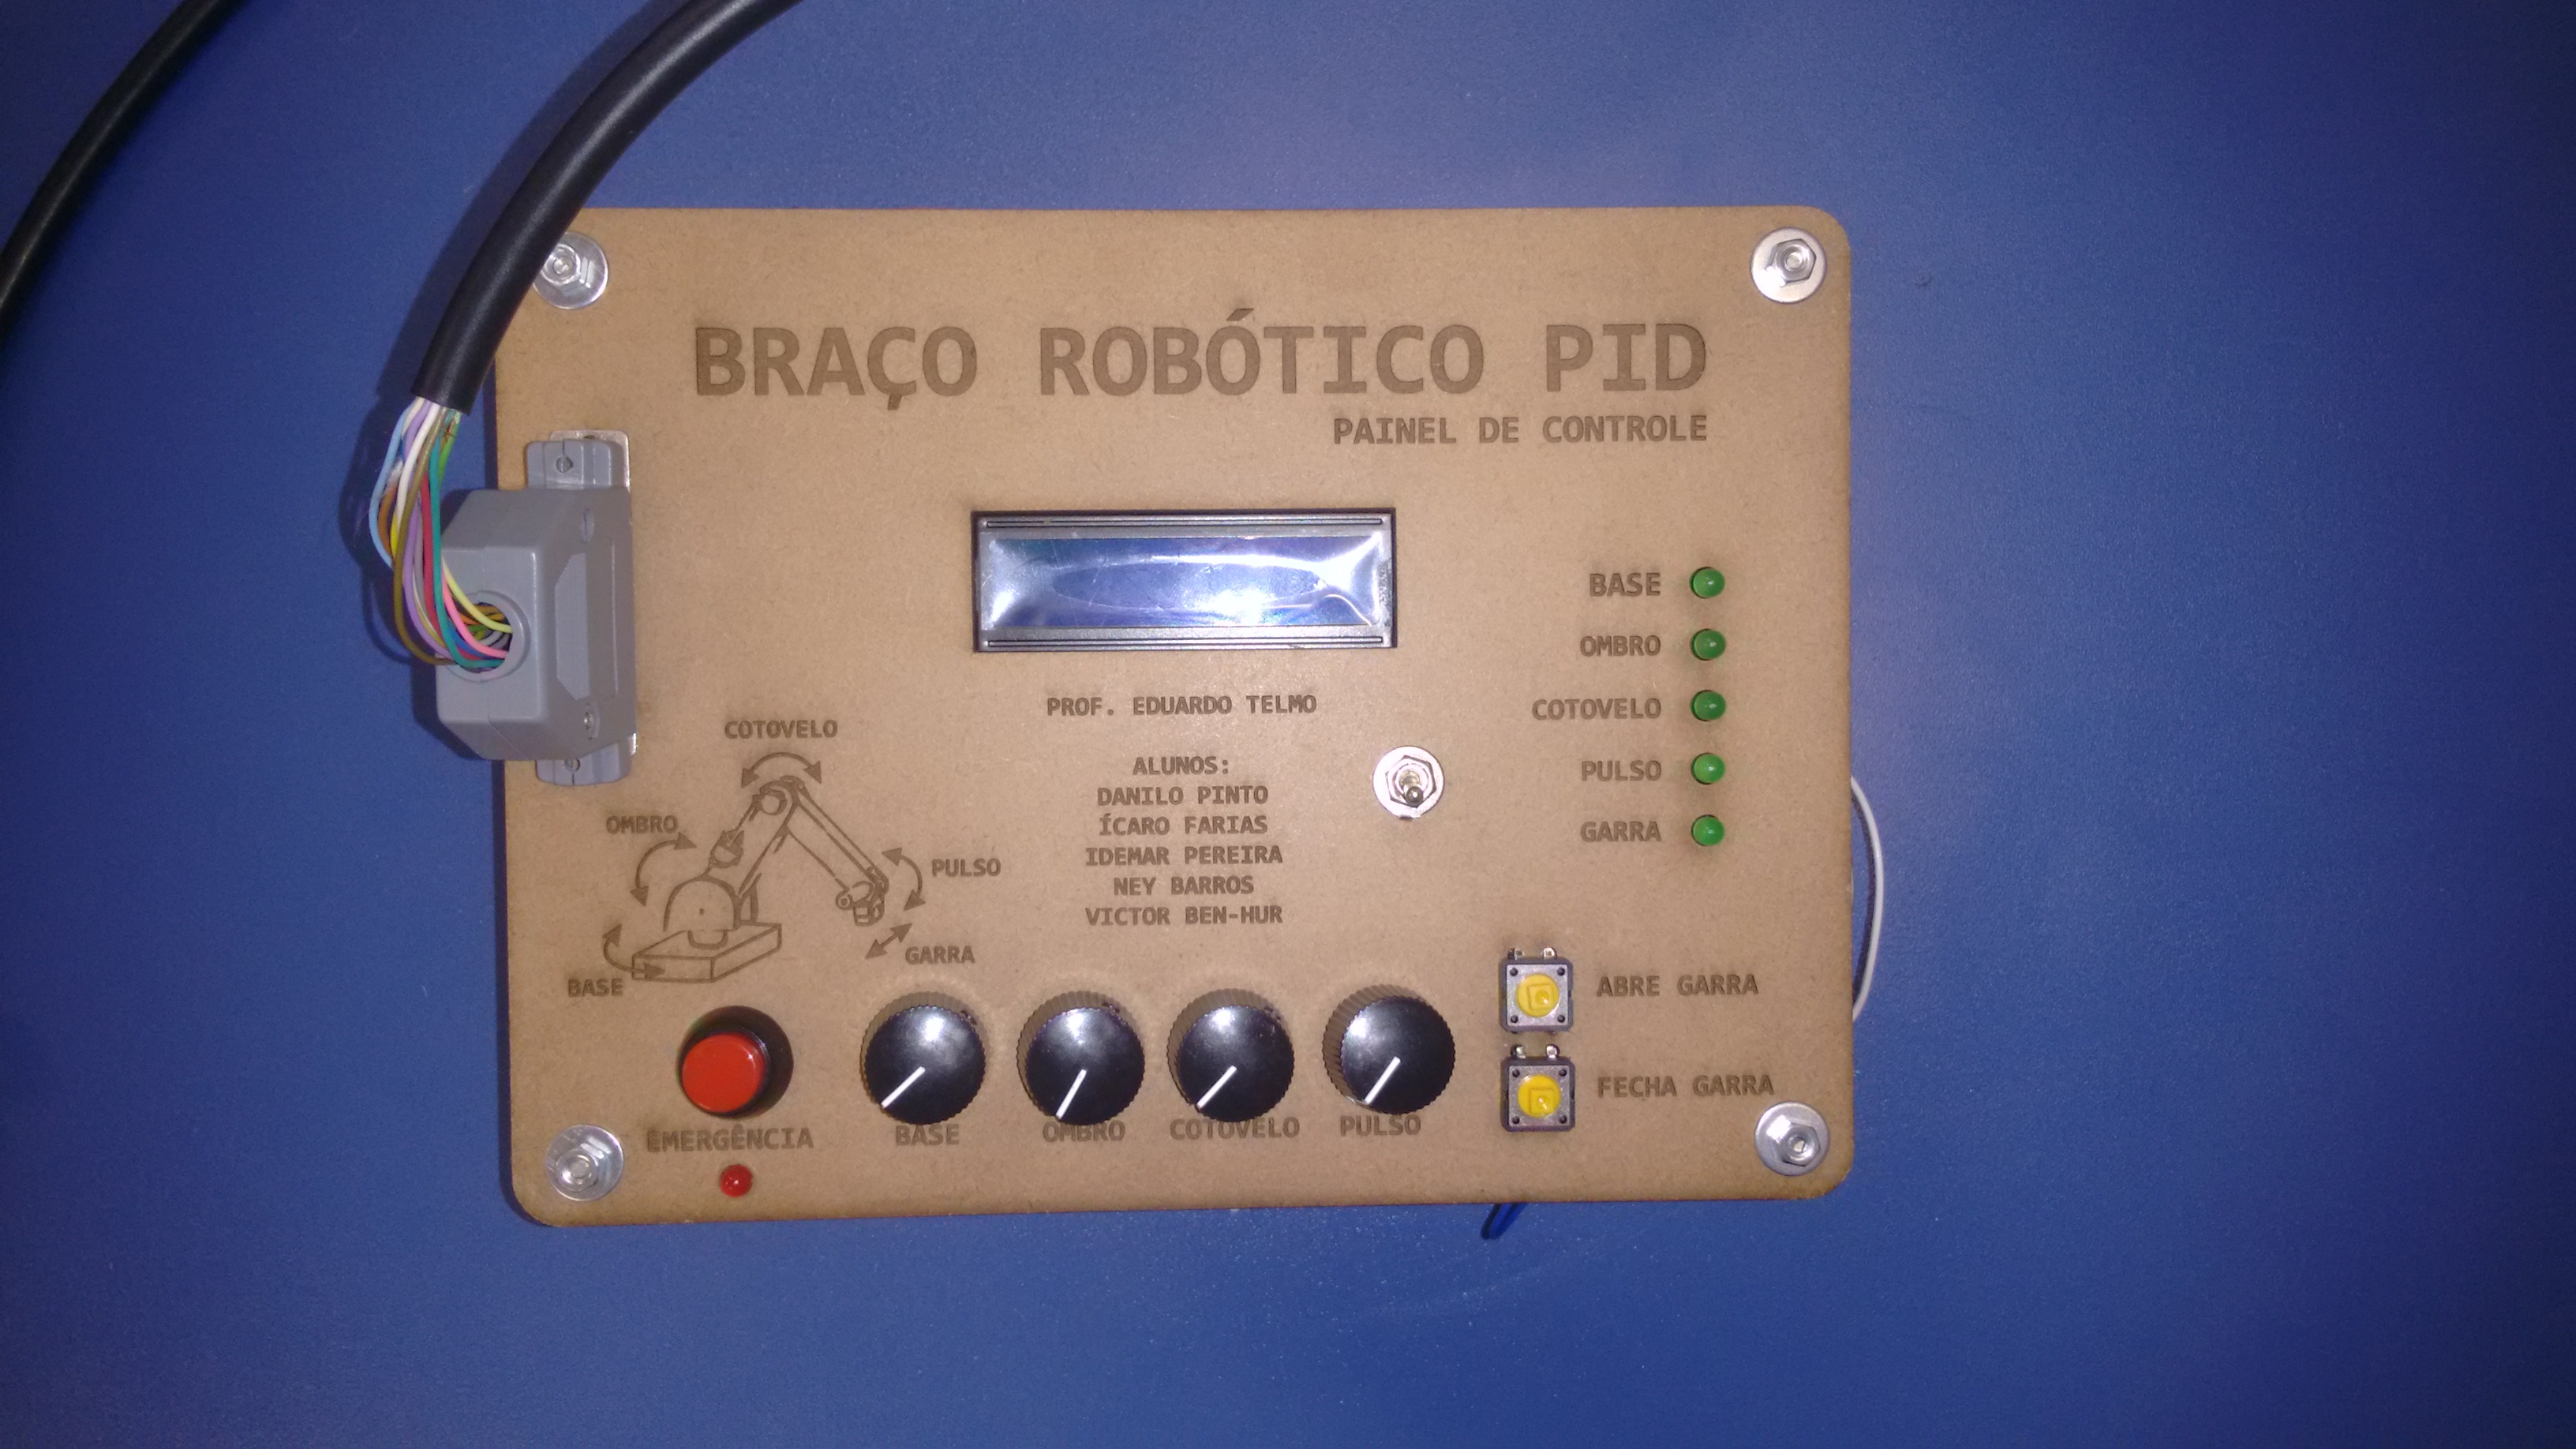 BRAÇO ROBÓTICO PID
PAINEL DE CONTROLE
BASE
OMBRO
COTOVELO
PULSO
GARRA
PROF. EDUARDO TELMO
ALUNOS:
DANILO PINTO
ÍCARO FARIAS
IDEMAR PEREIRA
NEY BARROS
VICTOR BEN-HUR
COTOVELO
OMBRO
PULSO
GARRA
BASE
ABRE GARRA
FECHA GARRA
EMERGÊNCIA
BASE
OMBRO
COTOVELO
PULSO